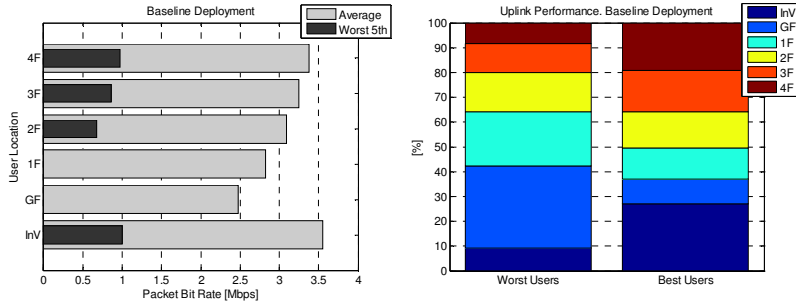 Baseline Deployment
Average
Worst 5th
4F
3F
2F
1F
GF
InV
User Location
0 0.5 1 1.5 2 2.5 3 3.5 4
Packet Bit Rate [Mbps]
Uplink Performance. Baseline Deployment
InV
GF
1F
2F
3F
4F
100
90
80
70
60
50
40
30
20
10
0
[%]
Worst Users Best Users